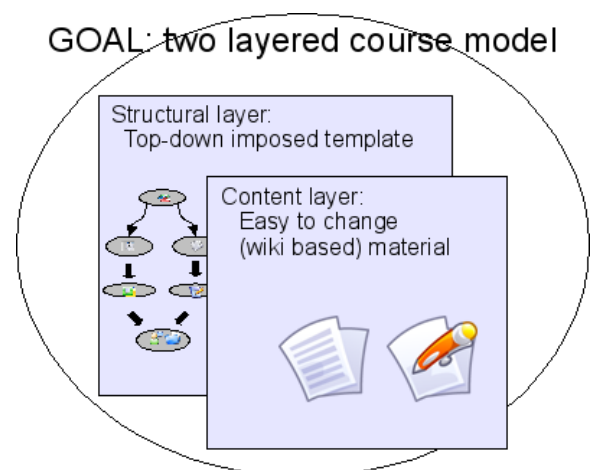 GOAL: two layered course model
Structural layer:
Top-down imposed template
Content layer:
Easy to change
(wiki based) material